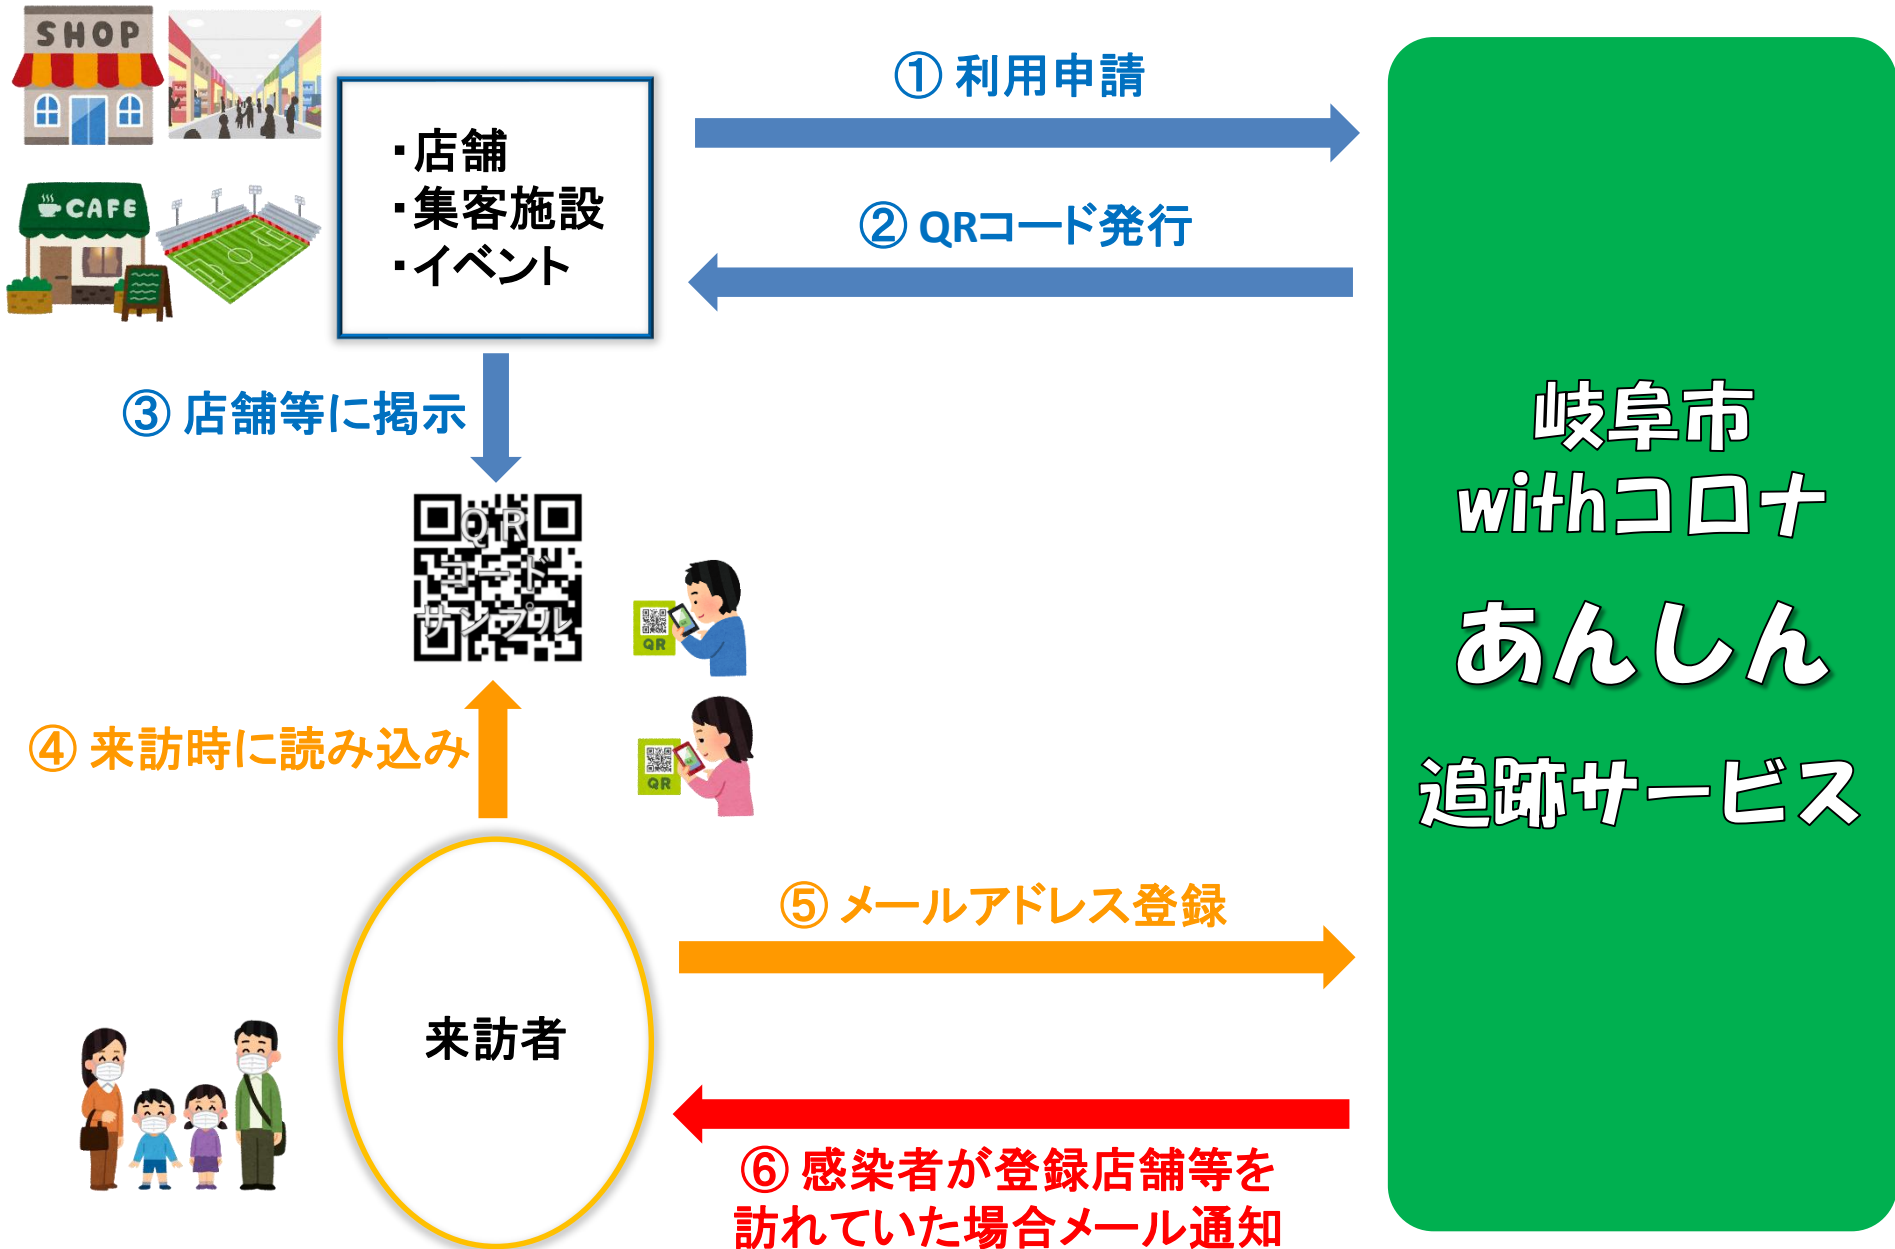 SHOP
CAFE
・店舗
・集客施設
・イベント
① 利用申請
② QRコード発行
③ 店舗等に掲示
QR
コード
サンプル
QR
QR
④ 来訪時に読み込み
⑤ メールアドレス登録
来訪者
⑥ 感染者が登録店舗等を
訪れていた場合メール通知
岐阜市
withコロナ
あんしん
追跡サービス